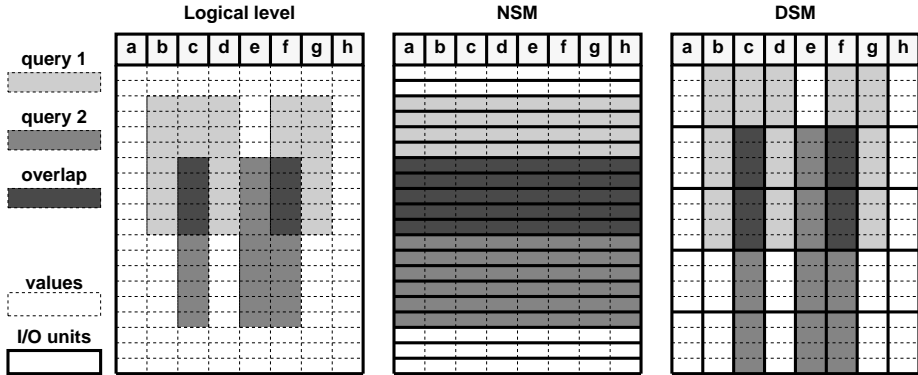 Logical level NSM DSM
a b c d e f g h a b c d e f g h a b c d e f g h
query 1
query 2
overlap
values
I/O units